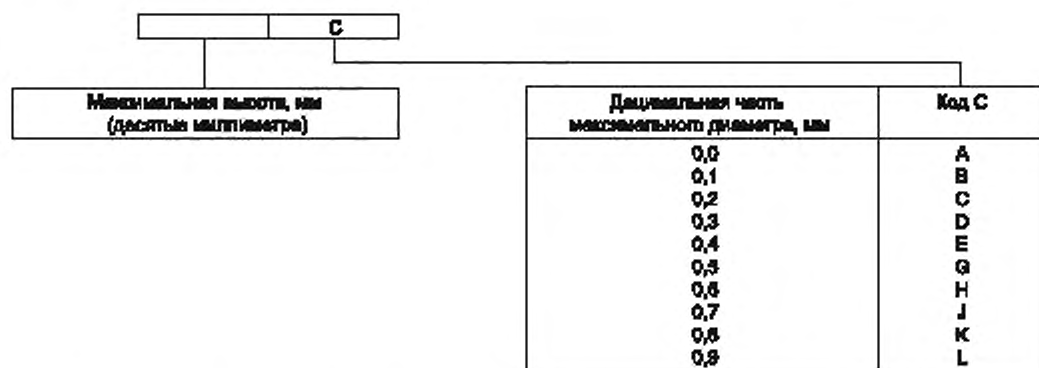 C
Максимальная высота, мм
(десятые миллиметра)
Децимальная часть
максимального диаметра, мм
Код C
0,0 A
0,1 B
0,2 C
0,3 D
0,4 E
0,5 G
0,6 H
0,7 J
0,8 K
0,9 L